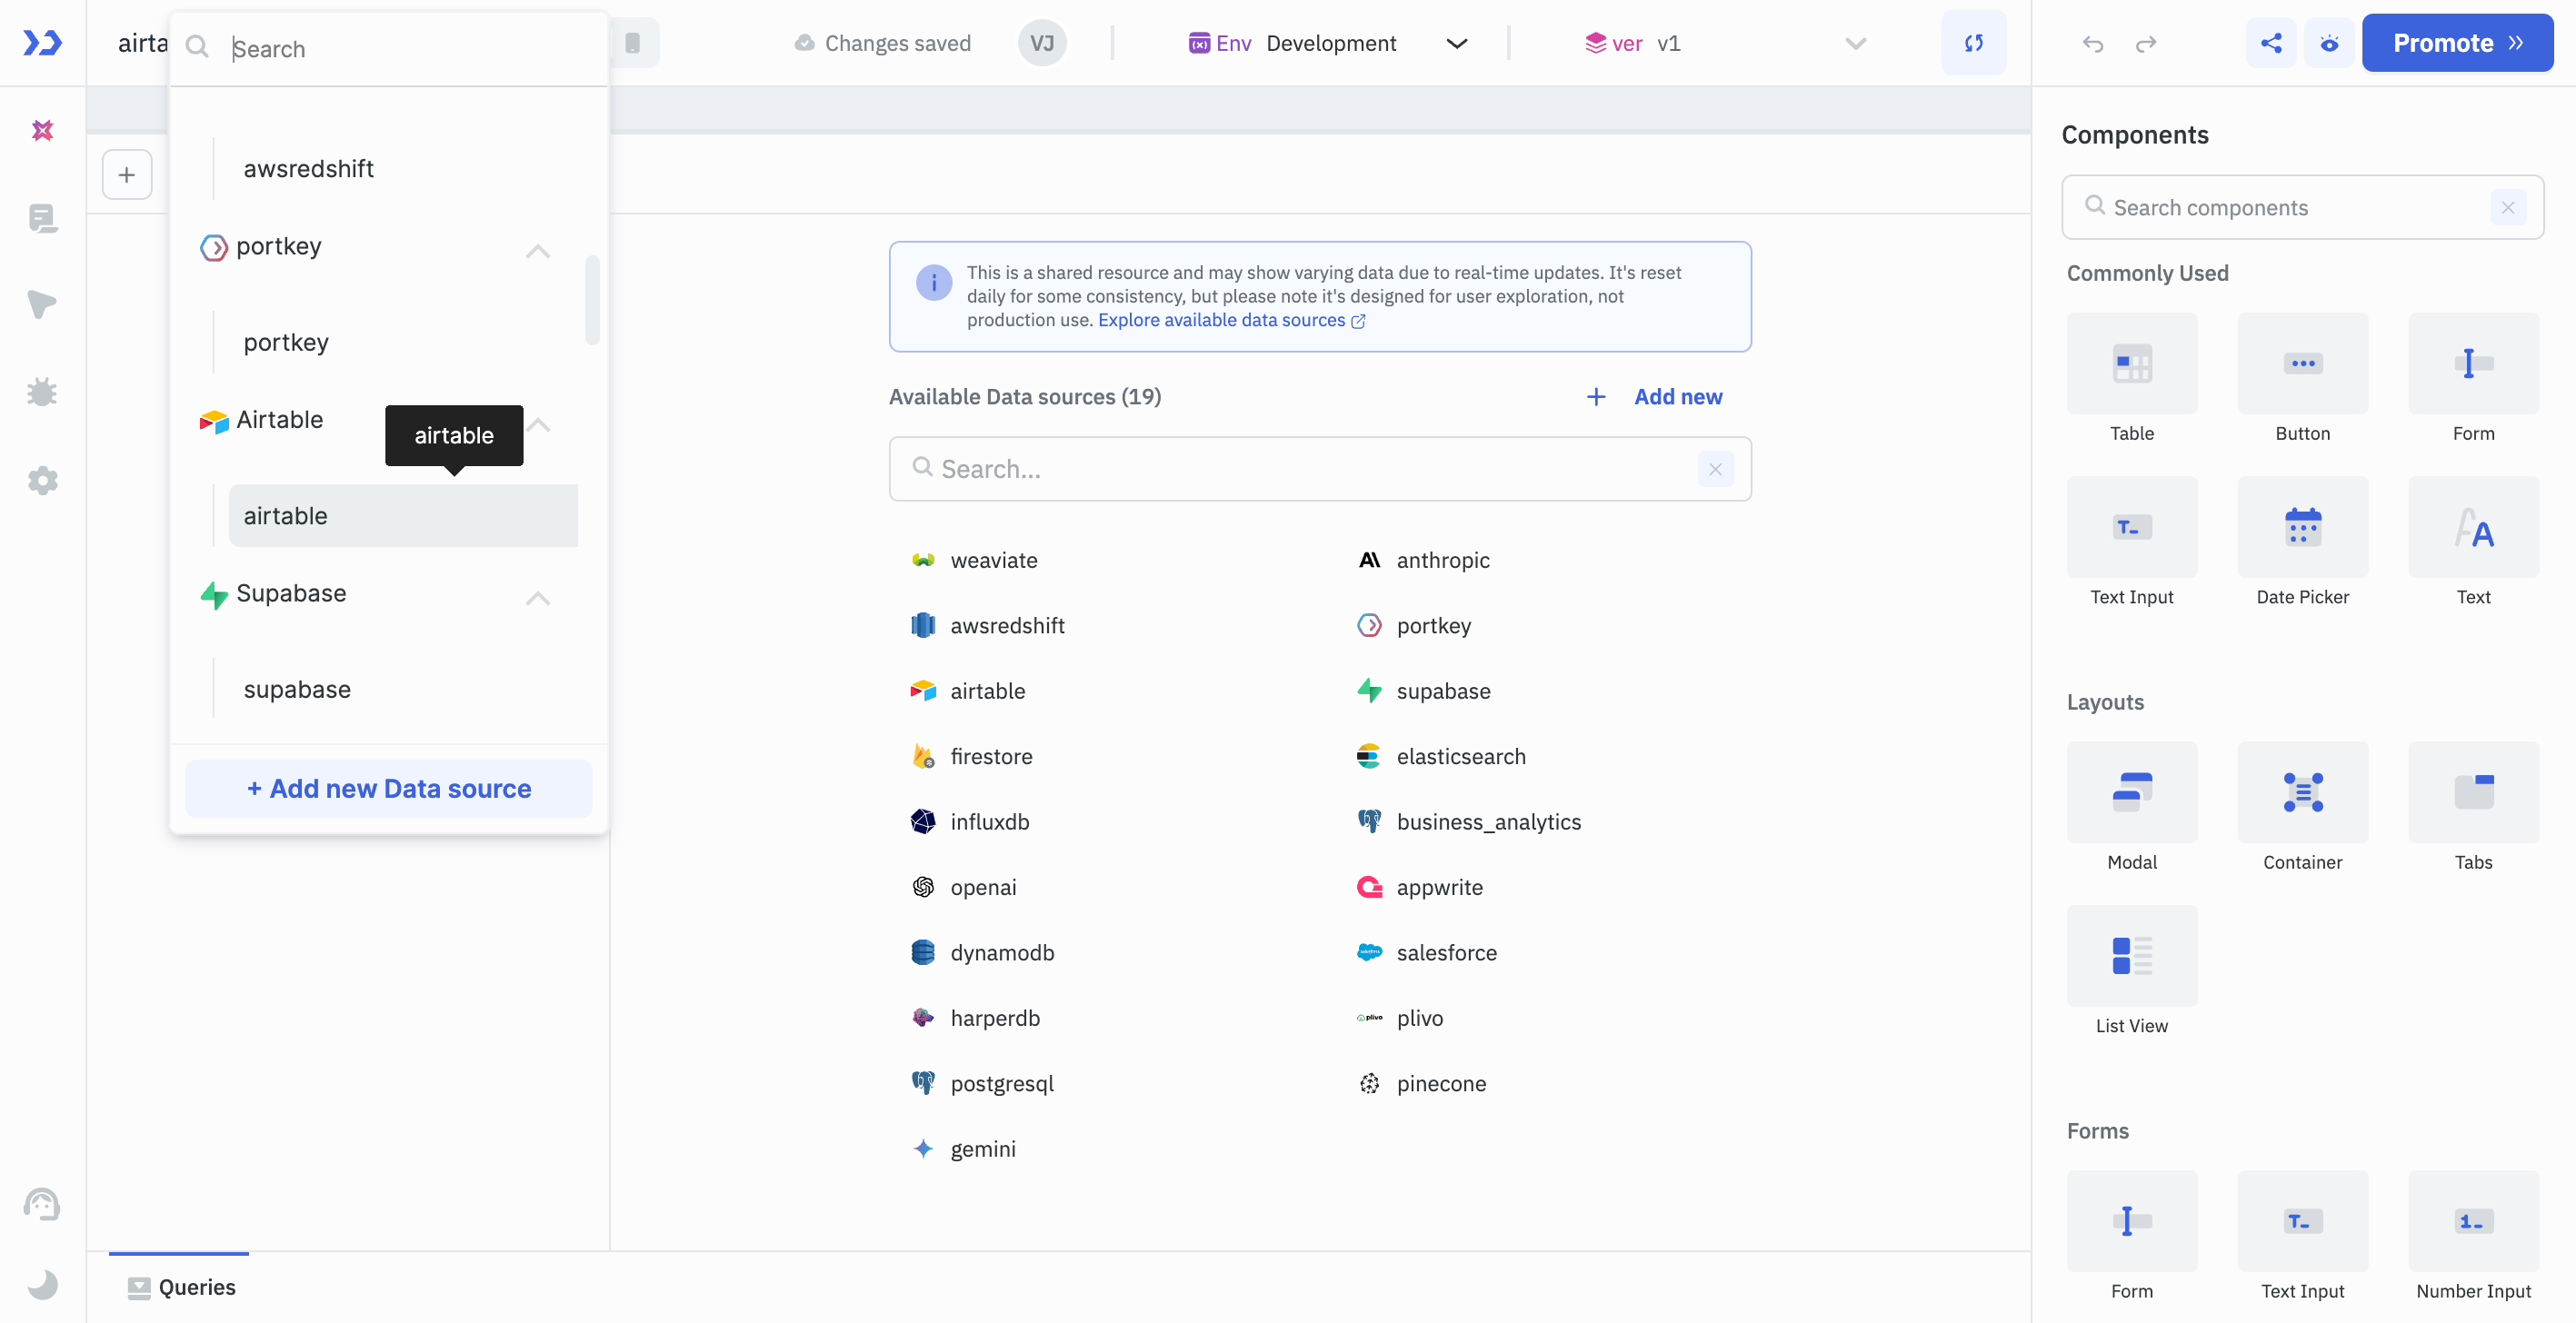 airta
Search
Changes saved
VJ
Env
Development
ver
v1
Promote
awsredshift
portkey
portkey
Airtable
airtable
airtable
Supabase
supabase
+ Add new Data source
This is a shared resource and may show varying data due to real-time updates. It's reset
daily for some consistency, but please note it's designed for user exploration, not
production use. Explore available data sources
Available Data sources (19)
+ Add new
Search...
weaviate
anthropic
awsredshift
portkey
airtable
supabase
firestore
elasticsearch
influxdb
business_analytics
openai
appwrite
dynamodb
salesforce
harperdb
plivo
plivo
postgresql
pinecone
gemini
Queries
Components
Search components
Commonly Used
Table
Button
Form
Text Input
Date Picker
Text
Layouts
Modal
Container
Tabs
List View
Forms
Form
Text Input
Number Input